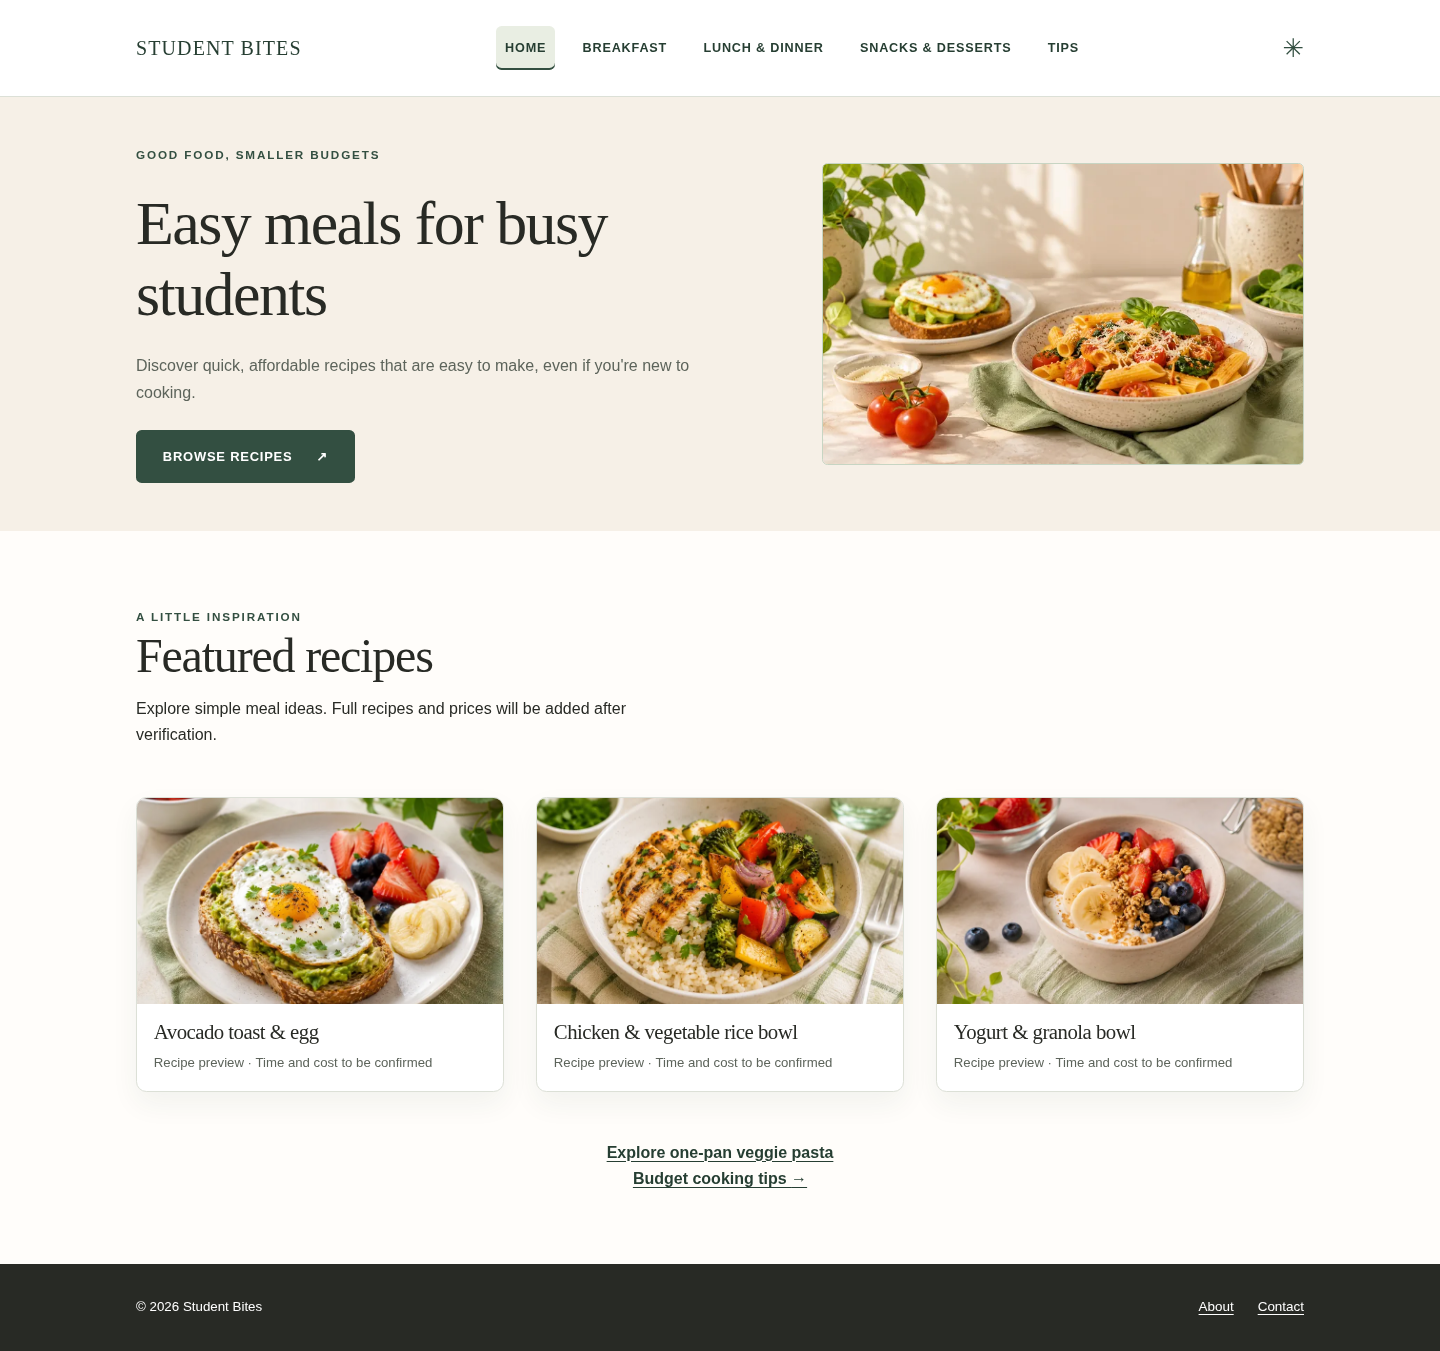 STUDENT BITES
HOME BREAKFAST LUNCH & DINNER SNACKS & DESSERTS TIPS
GOOD FOOD, SMALLER BUDGETS
Easy meals for busy
students
Discover quick, affordable recipes that are easy to make, even if you're new to
cooking.
BROWSE RECIPES ↗
A LITTLE INSPIRATION
Featured recipes
Explore simple meal ideas. Full recipes and prices will be added after
verification.
Avocado toast & egg
Recipe preview · Time and cost to be confirmed
Chicken & vegetable rice bowl
Recipe preview · Time and cost to be confirmed
Yogurt & granola bowl
Recipe preview · Time and cost to be confirmed
Explore one-pan veggie pasta
Budget cooking tips →
© 2026 Student Bites
About Contact